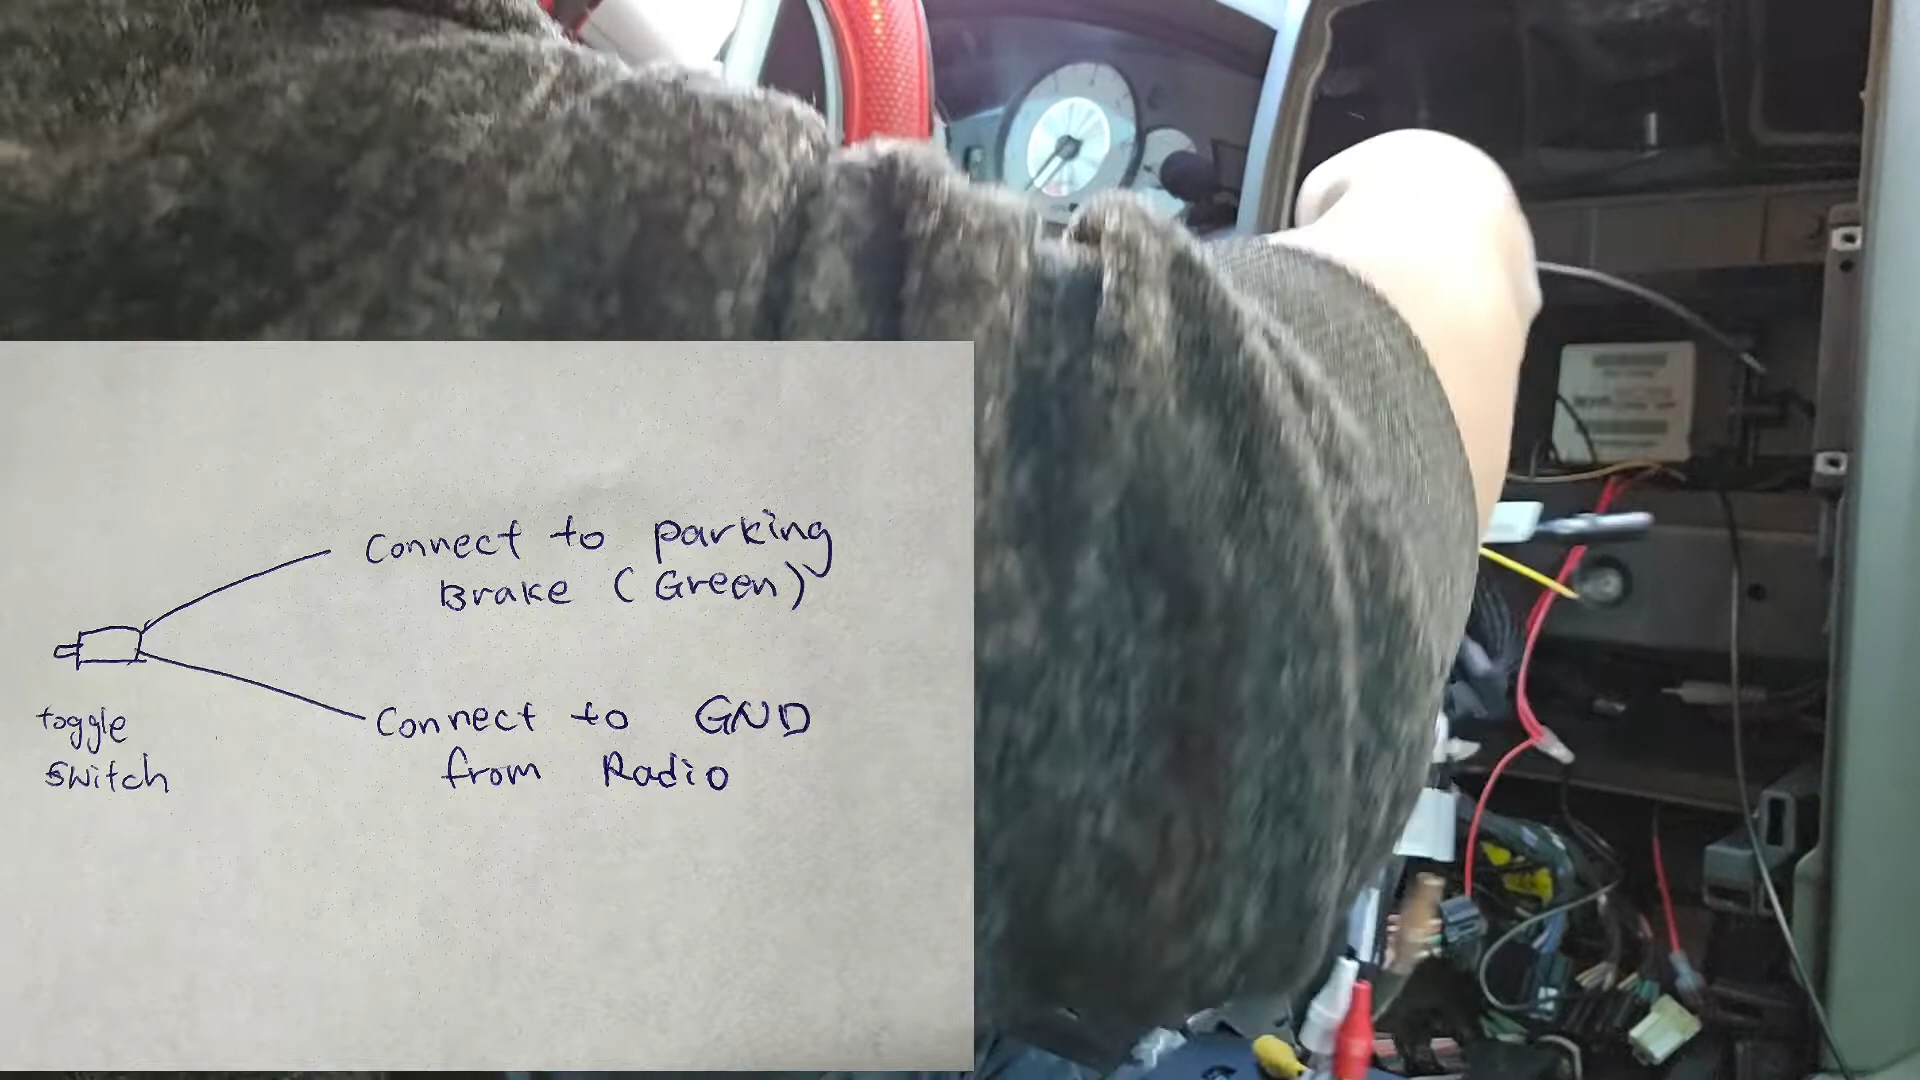 Connect to parking
Brake (Green)
toggle
switch
Connect to GND
from Radio